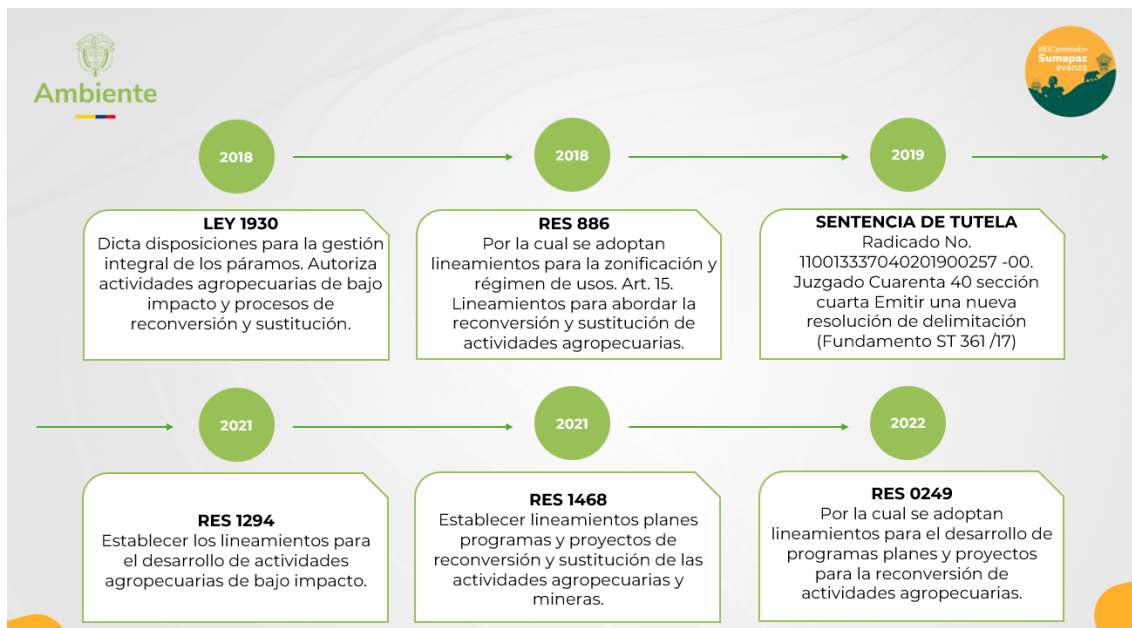 Ambiente
#ElCambioEn
Sumapaz
avanza
2018
2018
2019
LEY 1930
Dicta disposiciones para la gestión
integral de los páramos. Autoriza
actividades agropecuarias de bajo
impacto y procesos de
reconversión y sustitución.
RES 886
Por la cual se adoptan
lineamientos para la zonificación y
régimen de usos. Art. 15.
Lineamientos para abordar la
reconversión y sustitución de
actividades agropecuarias.
SENTENCIA DE TUTELA
Radicado No.
110013337040201900257 -00.
Juzgado Cuarenta 40 sección
cuarta Emitir una nueva
resolución de delimitación
(Fundamento ST 361 /17)
2021
2021
2022
RES 1294
Establecer los lineamientos para
el desarrollo de actividades
agropecuarias de bajo impacto.
RES 1468
Establecer lineamientos planes
programas y proyectos de
reconversión y sustitución de las
actividades agropecuarias y
mineras.
RES 0249
Por la cual se adoptan
lineamientos para el desarrollo de
programas planes y proyectos
para la reconversión de
actividades agropecuarias.